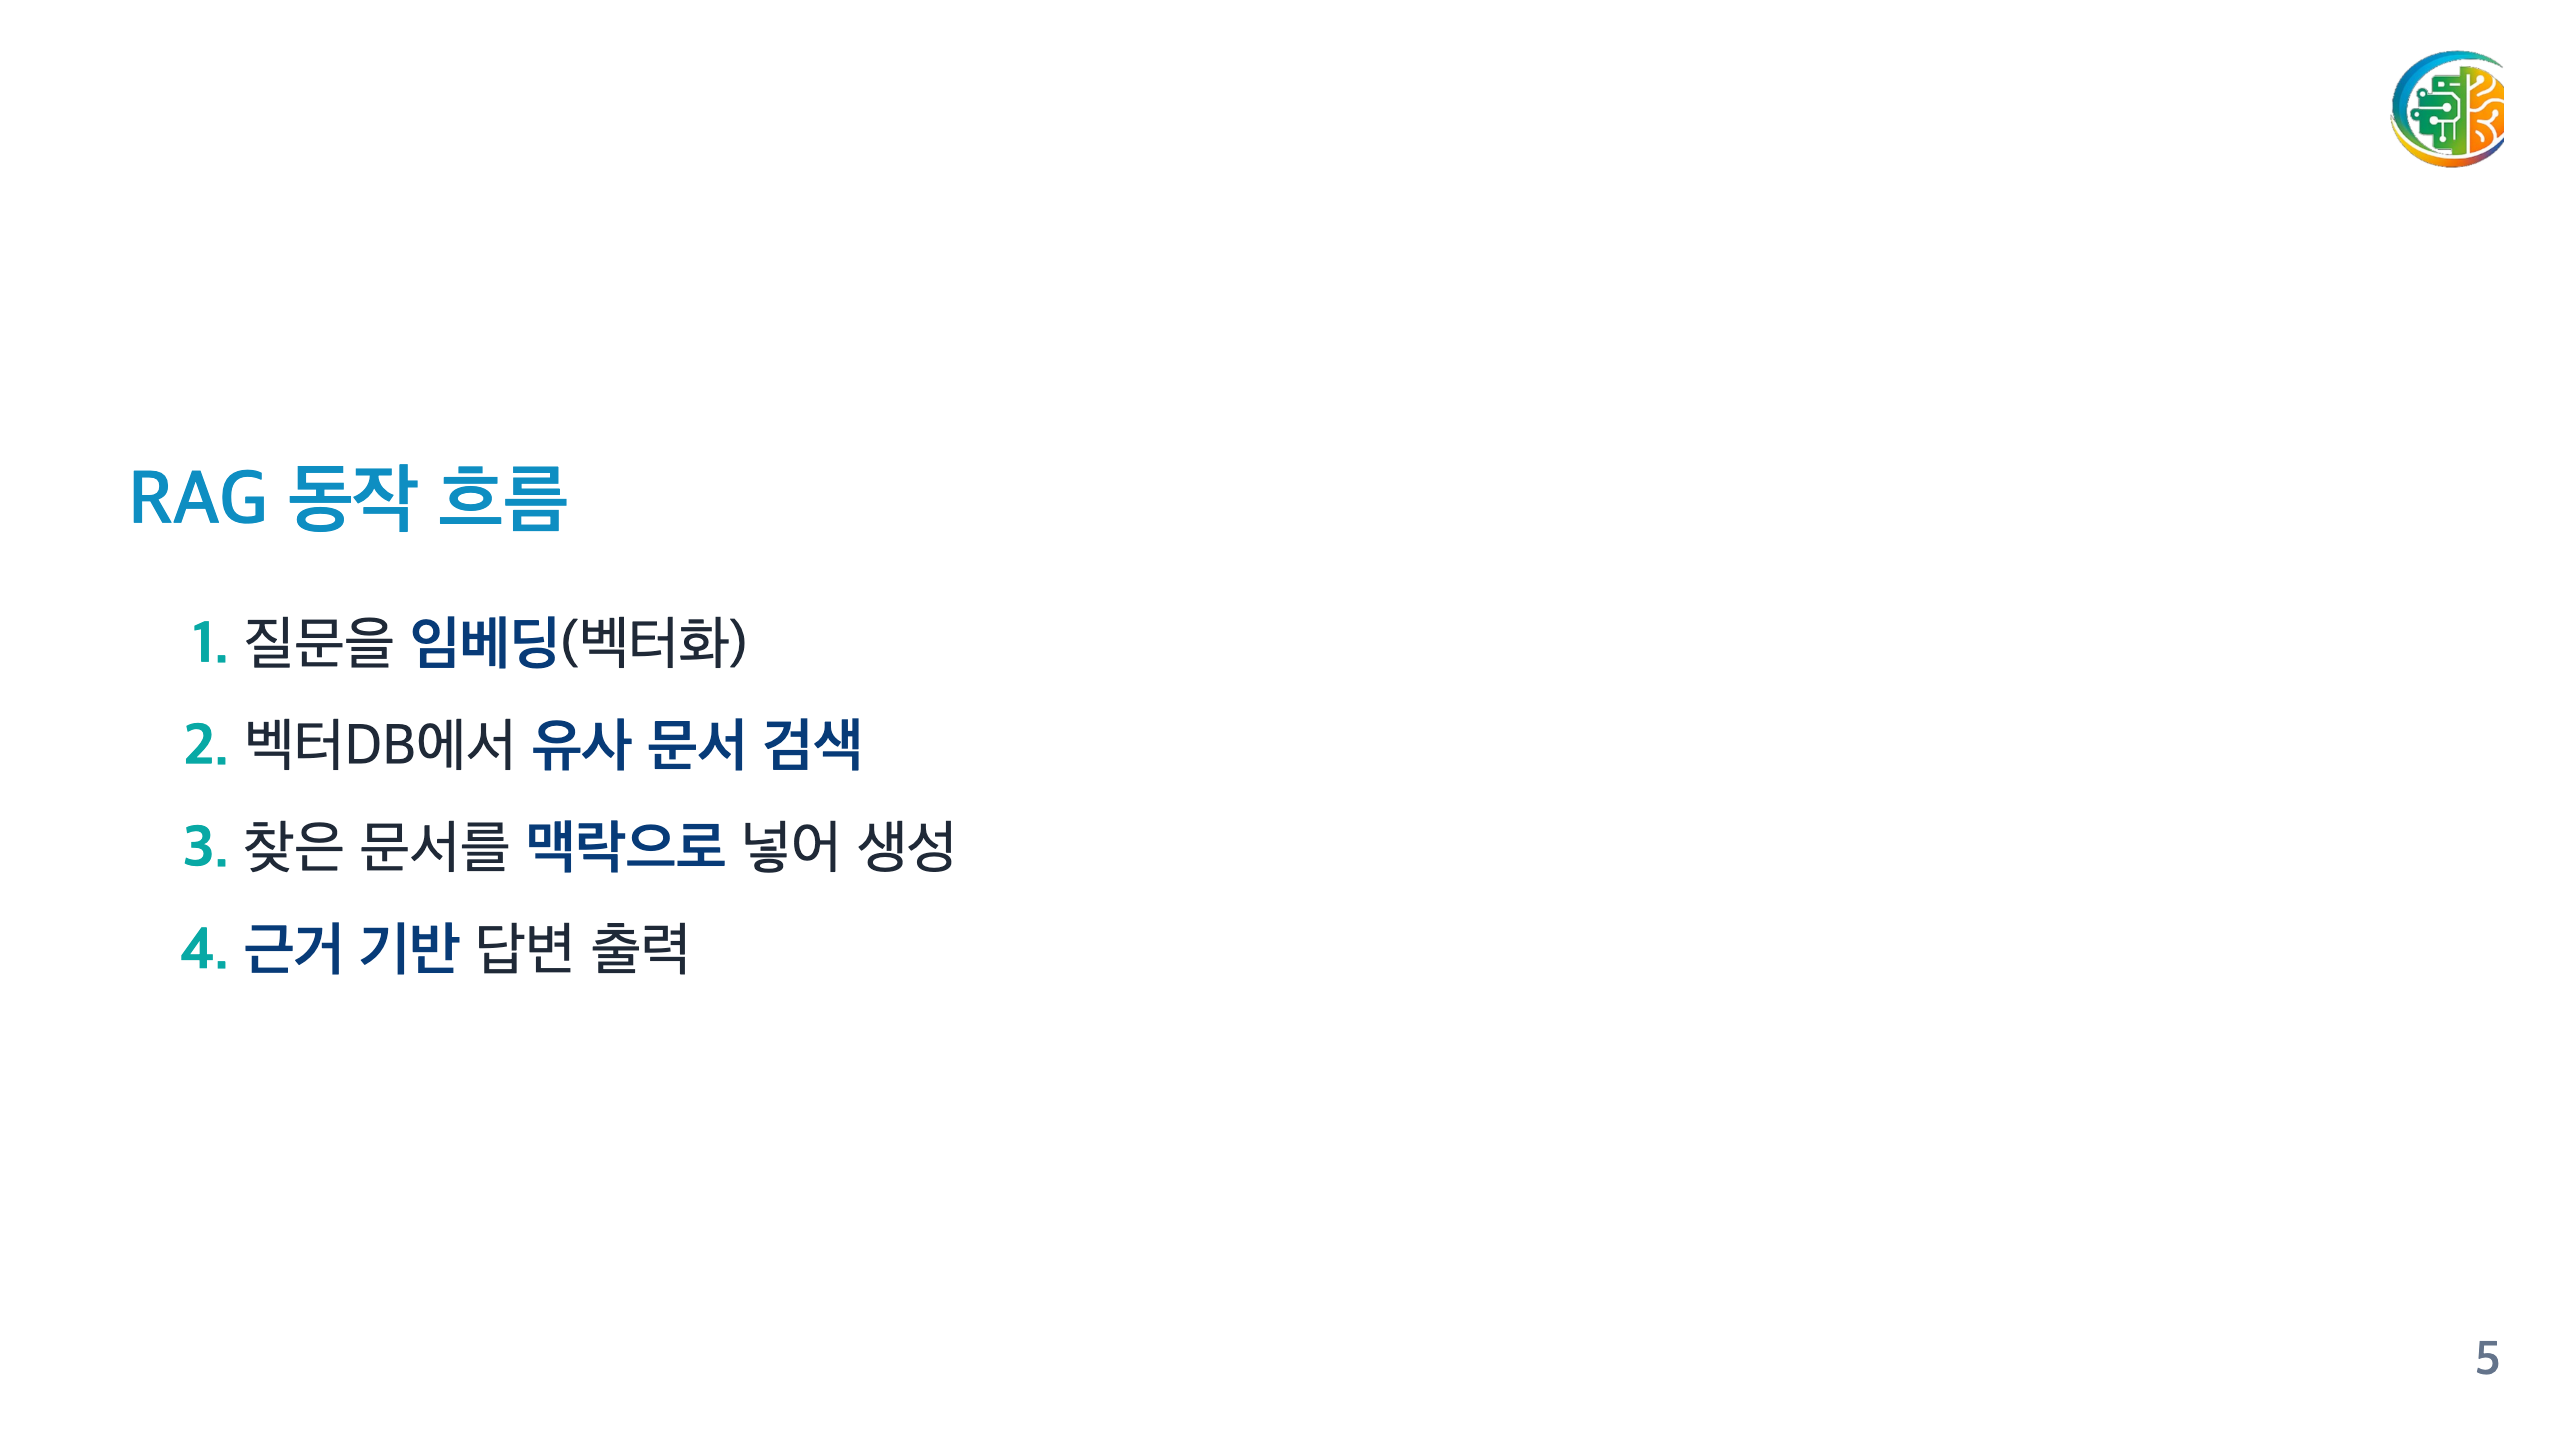 RAG 동작 흐름
1. 질문을 임베딩(벡터화)
2. 벡터DB에서 유사 문서 검색
3. 찾은 문서를 맥락으로 넣어 생성
4. 근거 기반 답변 출력
5